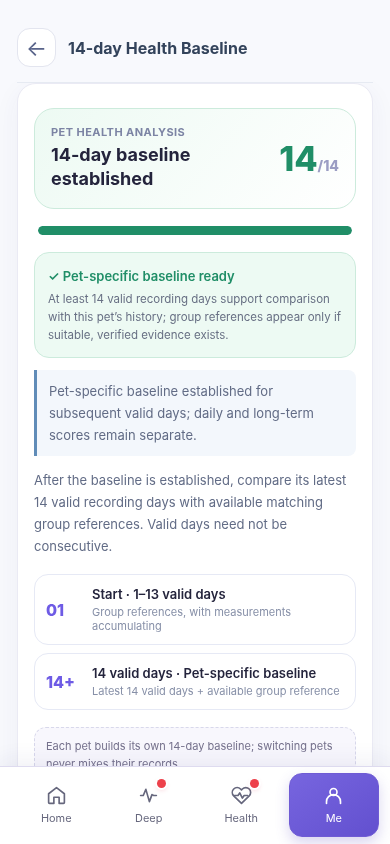 14-day Health Baseline
PET HEALTH ANALYSIS
14-day baseline
established
14/14
✓ Pet-specific baseline ready
At least 14 valid recording days support comparison
with this pet's history; group references appear only if
suitable, verified evidence exists.
Pet-specific baseline established for
subsequent valid days; daily and long-term
scores remain separate.
After the baseline is established, compare its latest
14 valid recording days with available matching
group references. Valid days need not be
consecutive.
01
Start · 1–13 valid days
Group references, with measurements
accumulating
14+
14 valid days · Pet-specific baseline
Latest 14 valid days + available group reference
Each pet builds its own 14-day baseline; switching pets
never mixes their records.
Home
Deep
Health
Me